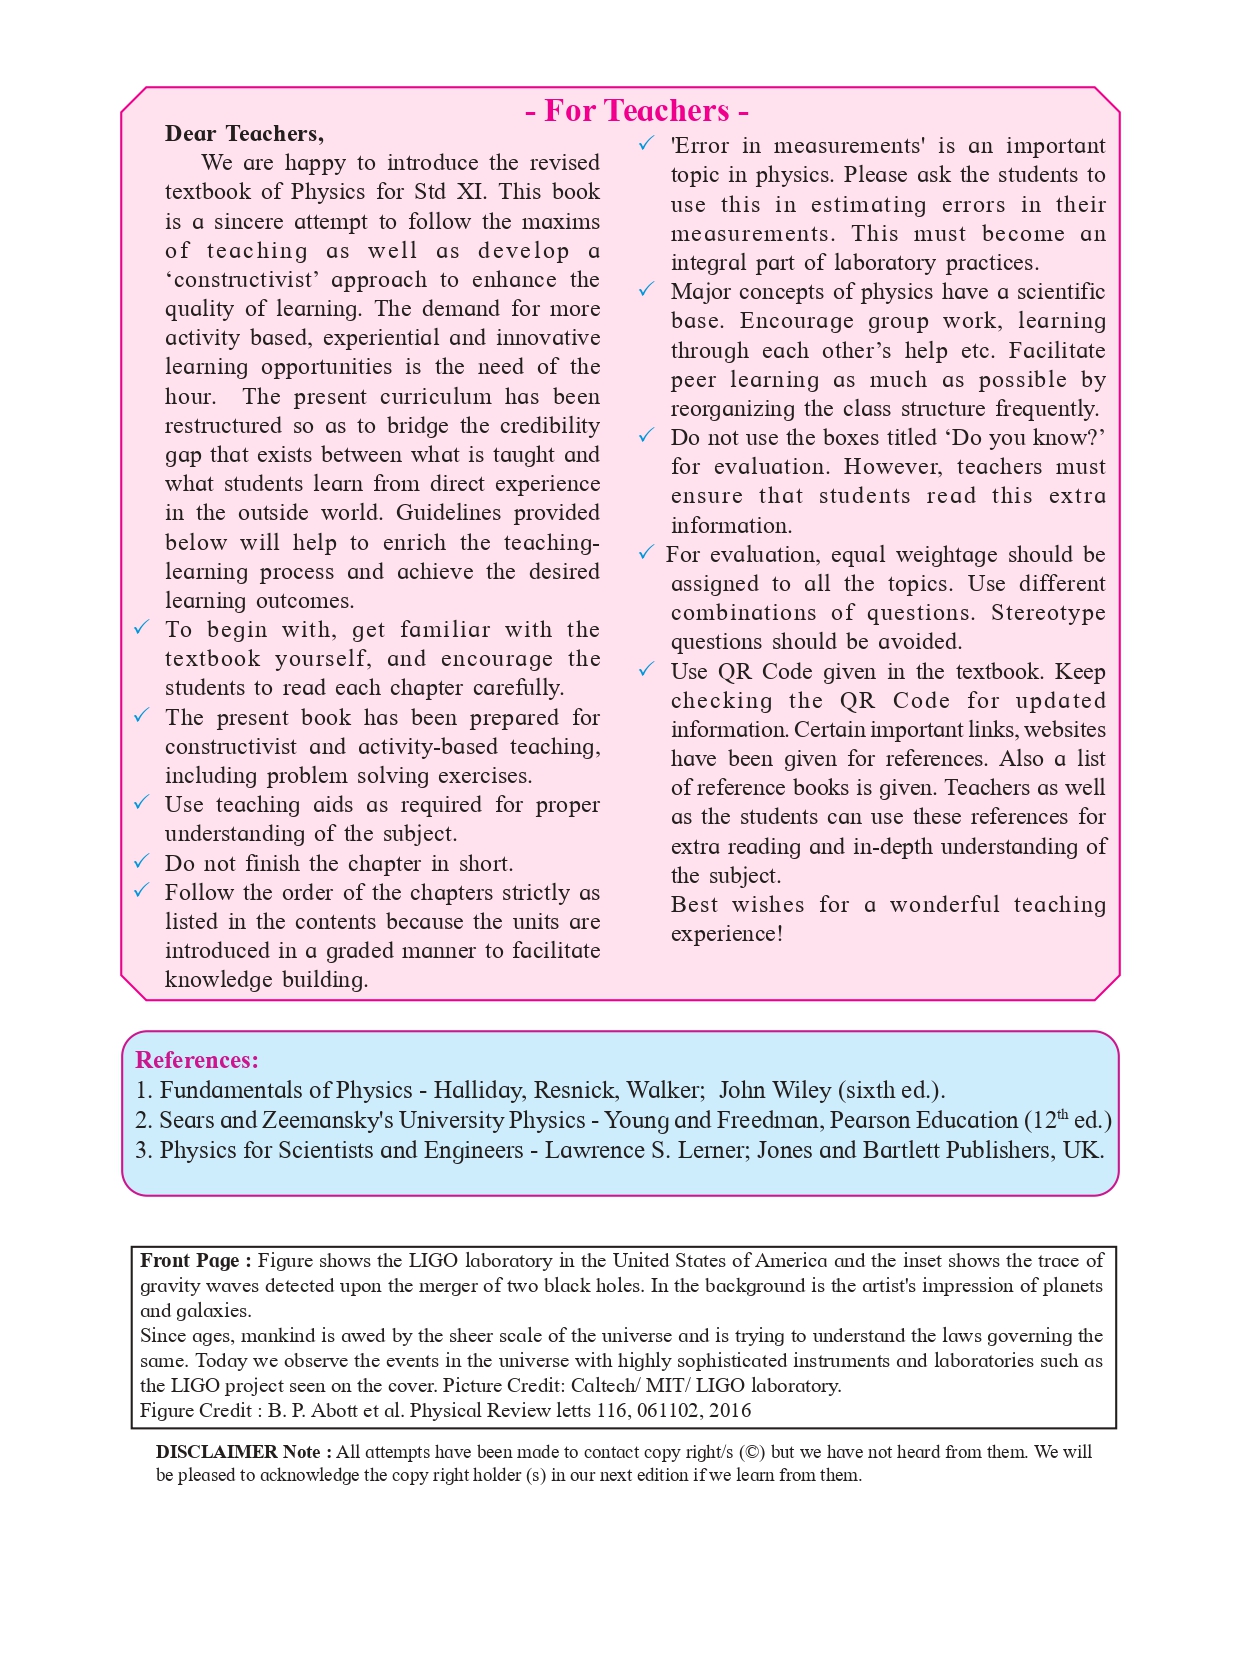 - For Teachers -
Dear Teachers,
We are happy to introduce the revised
textbook of Physics for Std XI. This book
is a sincere attempt to follow the maxims
of teaching as well as develop a
‘constructivist’ approach to enhance the
quality of learning. The demand for more
activity based, experiential and innovative
learning opportunities is the need of the
hour. The present curriculum has been
restructured so as to bridge the credibility
gap that exists between what is taught and
what students learn from direct experience
in the outside world. Guidelines provided
below will help to enrich the teaching-
learning process and achieve the desired
learning outcomes.
✓ To begin with, get familiar with the
textbook yourself, and encourage the
students to read each chapter carefully.
✓ The present book has been prepared for
constructivist and activity-based teaching,
including problem solving exercises.
✓ Use teaching aids as required for proper
understanding of the subject.
✓ Do not finish the chapter in short.
✓ Follow the order of the chapters strictly as
listed in the contents because the units are
introduced in a graded manner to facilitate
knowledge building.
✓ 'Error in measurements' is an important
topic in physics. Please ask the students to
use this in estimating errors in their
measurements. This must become an
integral part of laboratory practices.
✓ Major concepts of physics have a scientific
base. Encourage group work, learning
through each other’s help etc. Facilitate
peer learning as much as possible by
reorganizing the class structure frequently.
✓ Do not use the boxes titled ‘Do you know?’
for evaluation. However, teachers must
ensure that students read this extra
information.
✓ For evaluation, equal weightage should be
assigned to all the topics. Use different
combinations of questions. Stereotype
questions should be avoided.
✓ Use QR Code given in the textbook. Keep
checking the QR Code for updated
information. Certain important links, websites
have been given for references. Also a list
of reference books is given. Teachers as well
as the students can use these references for
extra reading and in-depth understanding of
the subject.
Best wishes for a wonderful teaching
experience!
References:
1. Fundamentals of Physics - Halliday, Resnick, Walker; John Wiley (sixth ed.).
2. Sears and Zeemansky's University Physics - Young and Freedman, Pearson Education (12th ed.)
3. Physics for Scientists and Engineers - Lawrence S. Lerner; Jones and Bartlett Publishers, UK.
Front Page : Figure shows the LIGO laboratory in the United States of America and the inset shows the trace of
gravity waves detected upon the merger of two black holes. In the background is the artist's impression of planets
and galaxies.
Since ages, mankind is awed by the sheer scale of the universe and is trying to understand the laws governing the
same. Today we observe the events in the universe with highly sophisticated instruments and laboratories such as
the LIGO project seen on the cover. Picture Credit: Caltech/ MIT/ LIGO laboratory.
Figure Credit : B. P. Abott et al. Physical Review letts 116, 061102, 2016
DISCLAIMER Note : All attempts have been made to contact copy right/s (©) but we have not heard from them. We will
be pleased to acknowledge the copy right holder (s) in our next edition if we learn from them.